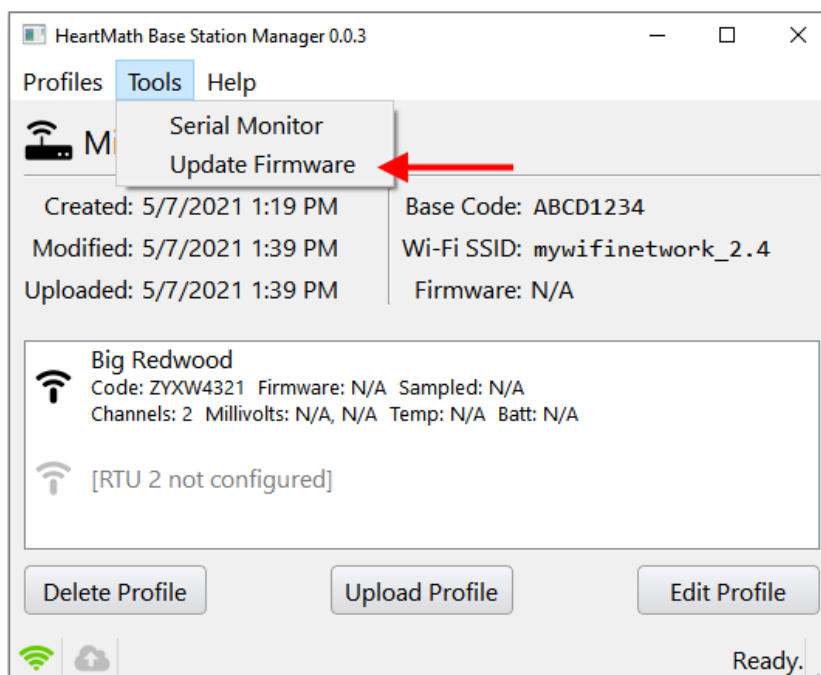 HeartMath Base Station Manager 0.0.3
Profiles Tools Help
Serial Monitor
Update Firmware
Created: 5/7/2021 1:19 PM
Base Code: ABCD1234
Modified: 5/7/2021 1:39 PM
Wi-Fi SSID: mywifinetwork_2.4
Uploaded: 5/7/2021 1:39 PM
Firmware: N/A
Big Redwood
Code: ZYXW4321 Firmware: N/A Sampled: N/A
Channels: 2 Millivolts: N/A, N/A Temp: N/A Batt: N/A
[RTU 2 not configured]
Delete Profile
Upload Profile
Edit Profile
Ready.